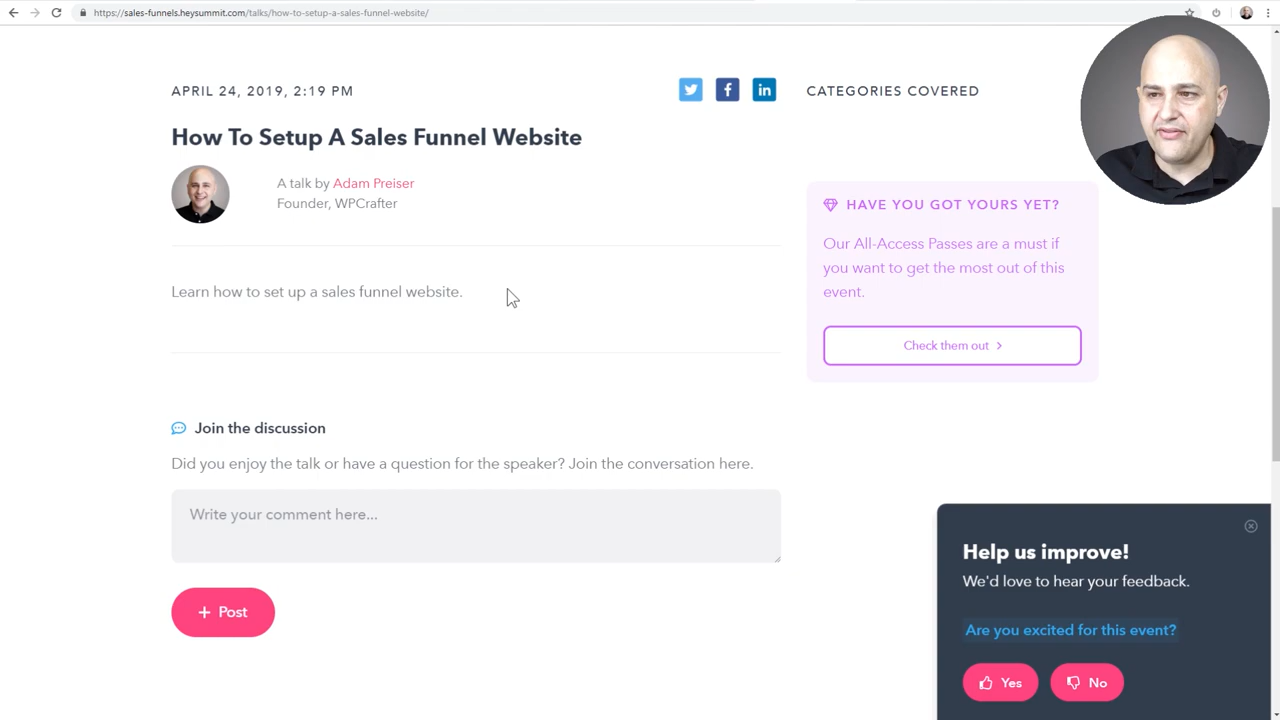 https://sales-funnels.heysummit.com/talks/how-to-setup-a-sales-funnel-website/
APRIL 24, 2019, 2:19 PM
How To Setup A Sales Funnel Website
A talk by Adam Preiser
Founder, WPCrafter
Learn how to set up a sales funnel website.
Join the discussion
Did you enjoy the talk or have a question for the speaker? Join the conversation here.
Write your comment here...
+ Post
CATEGORIES COVERED
HAVE YOU GOT YOURS YET?
Our All-Access Passes are a must if
you want to get the most out of this
event.
Check them out >
Help us improve!
We'd love to hear your feedback.
Are you excited for this event?
Yes
No